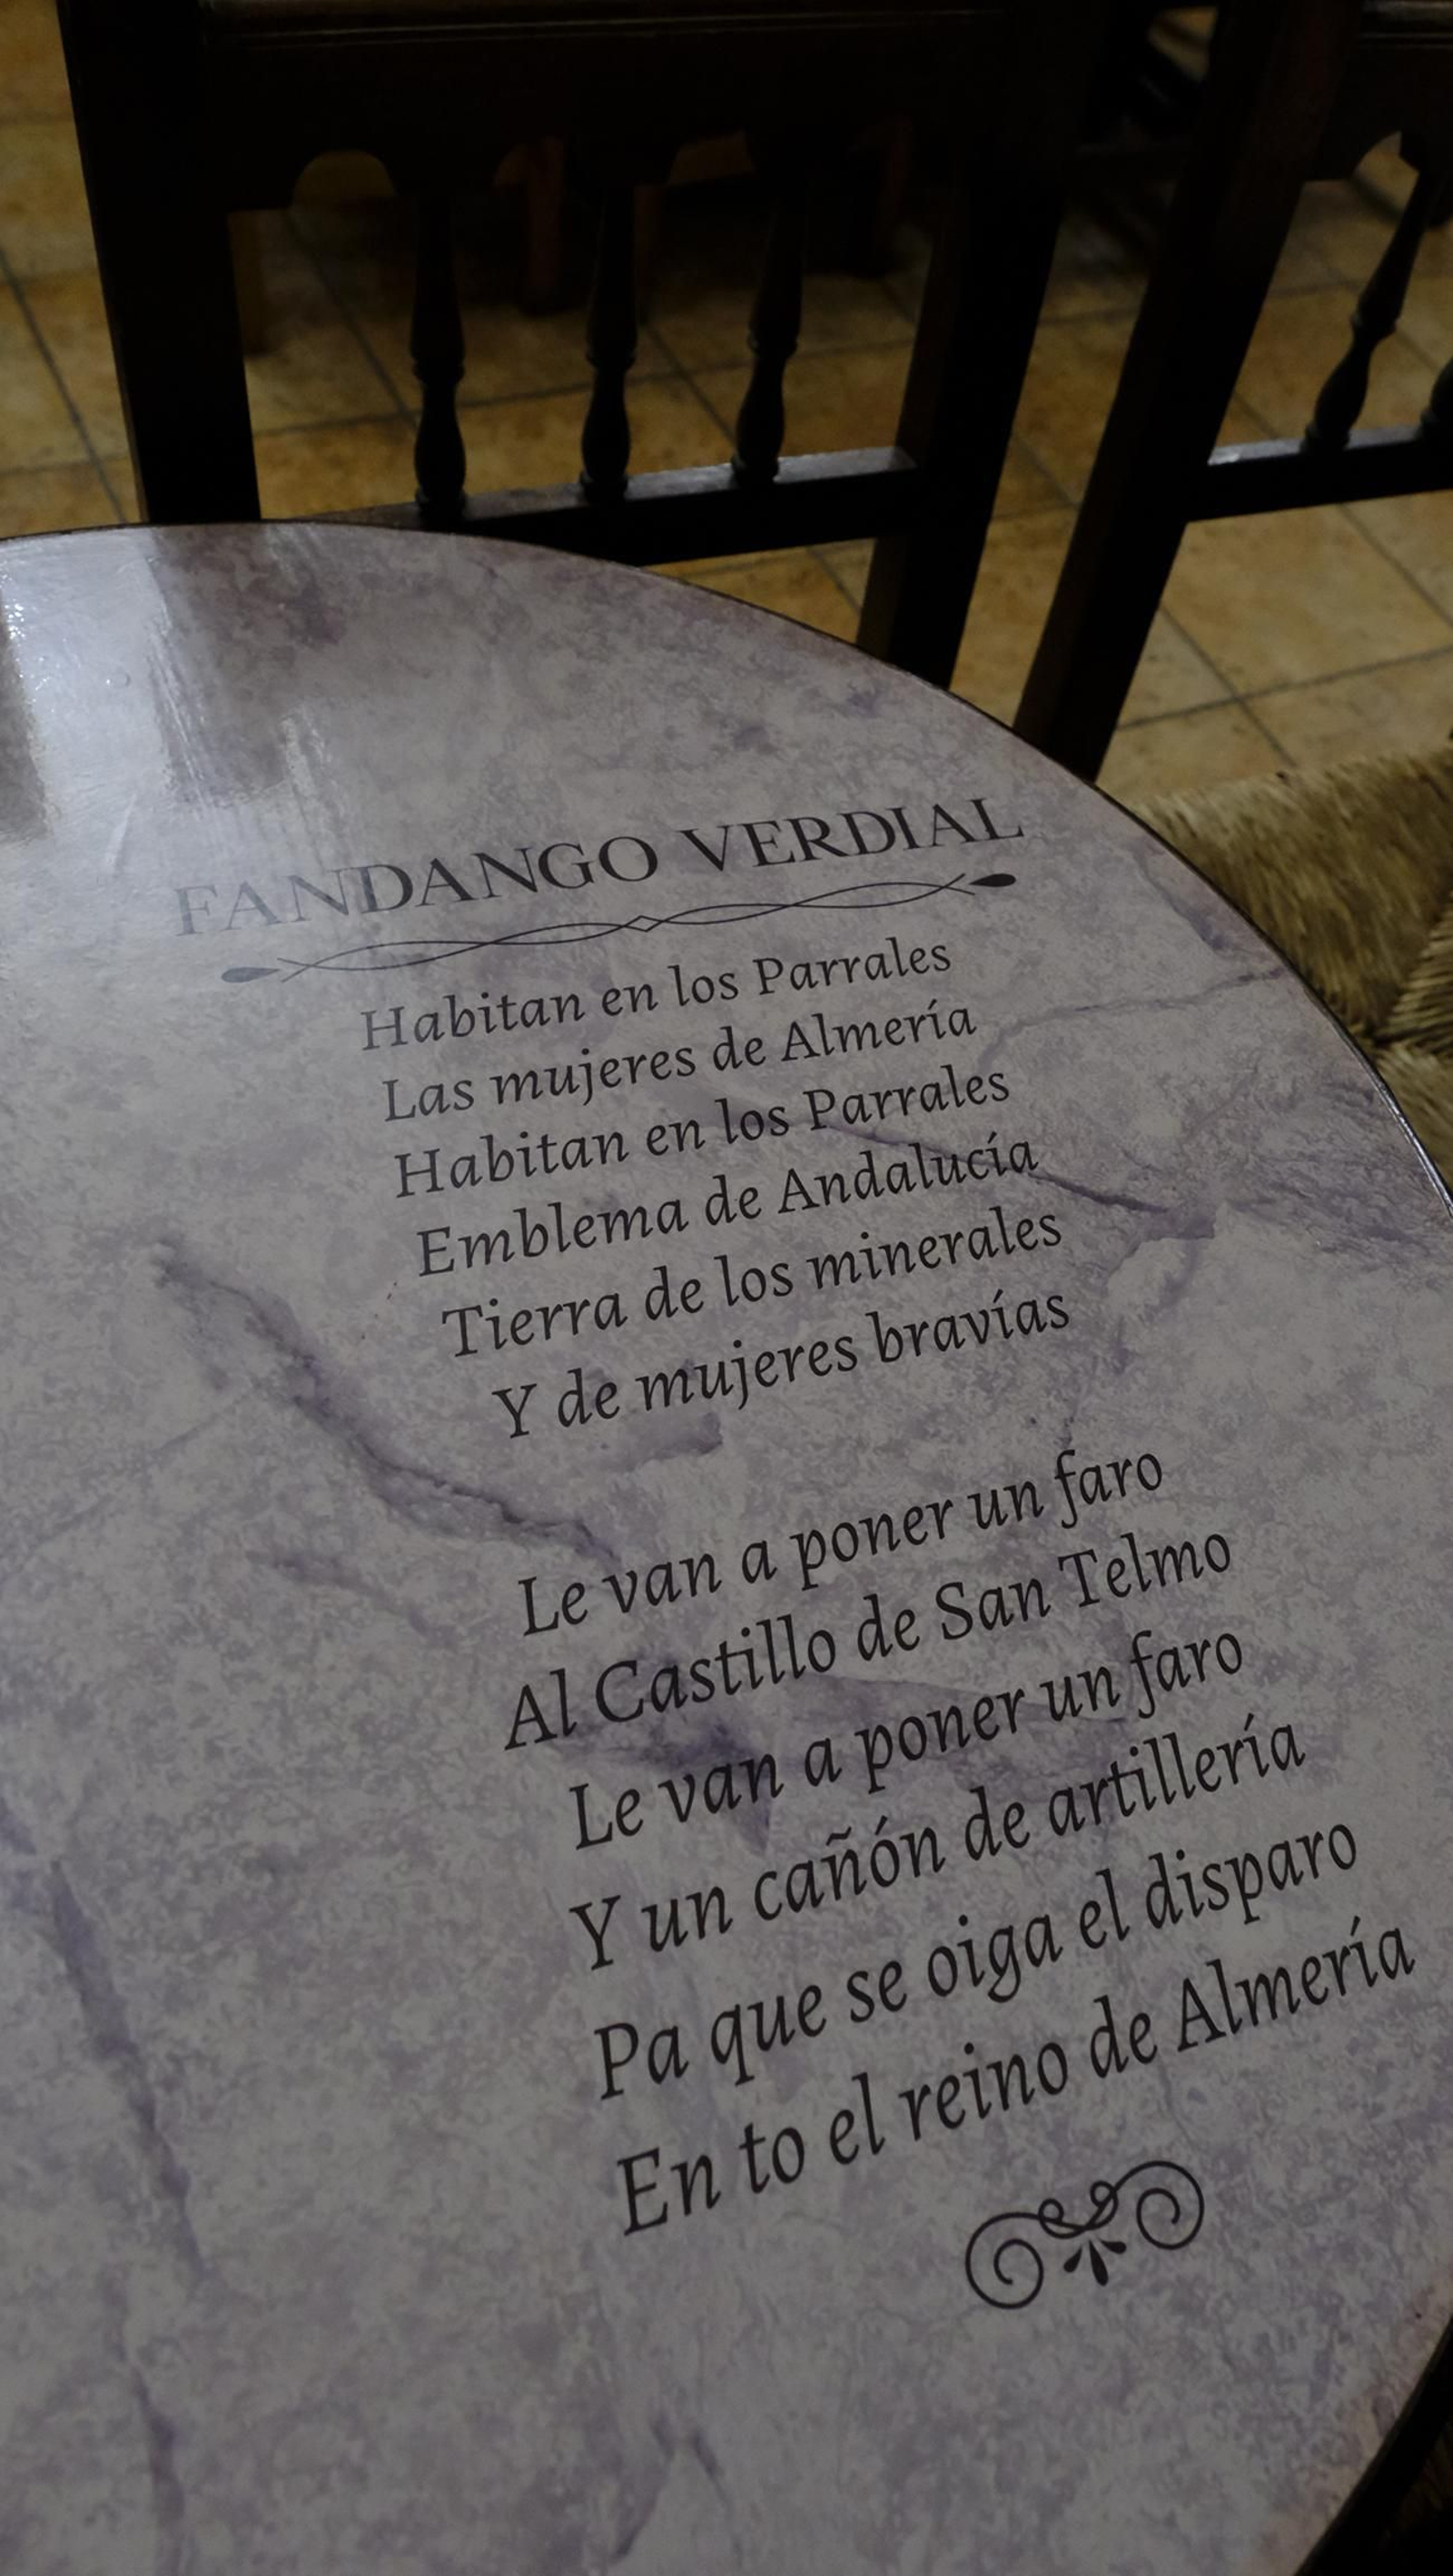 FANDANGO VERDIAL
Habitan en los Parrales
Las mujeres de Almería
Habitan en los Parrales
Emblema de Andalucía
Tierra de los minerales
Y de mujeres bravías
Le van a poner un faro
Al Castillo de San Telmo
Le van a poner un faro
Y un cañón de artillería
Pa que se oiga el disparo
En to el reino de Almería